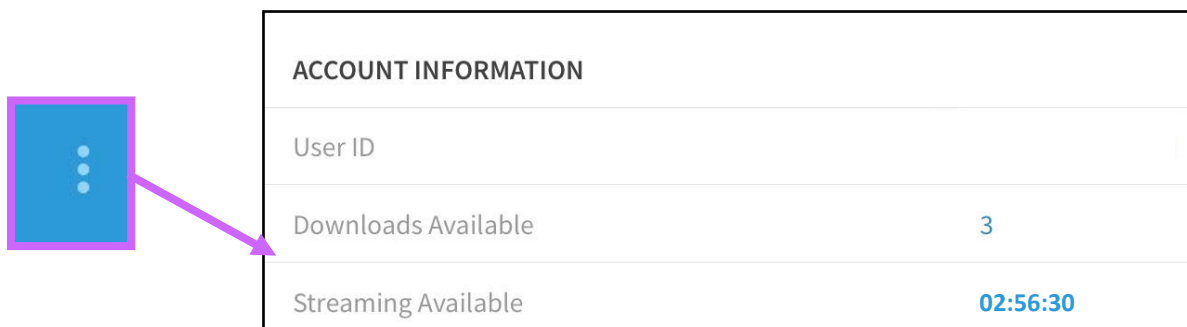 ACCOUNT INFORMATION
User ID
Downloads Available 3
Streaming Available 02:56:30